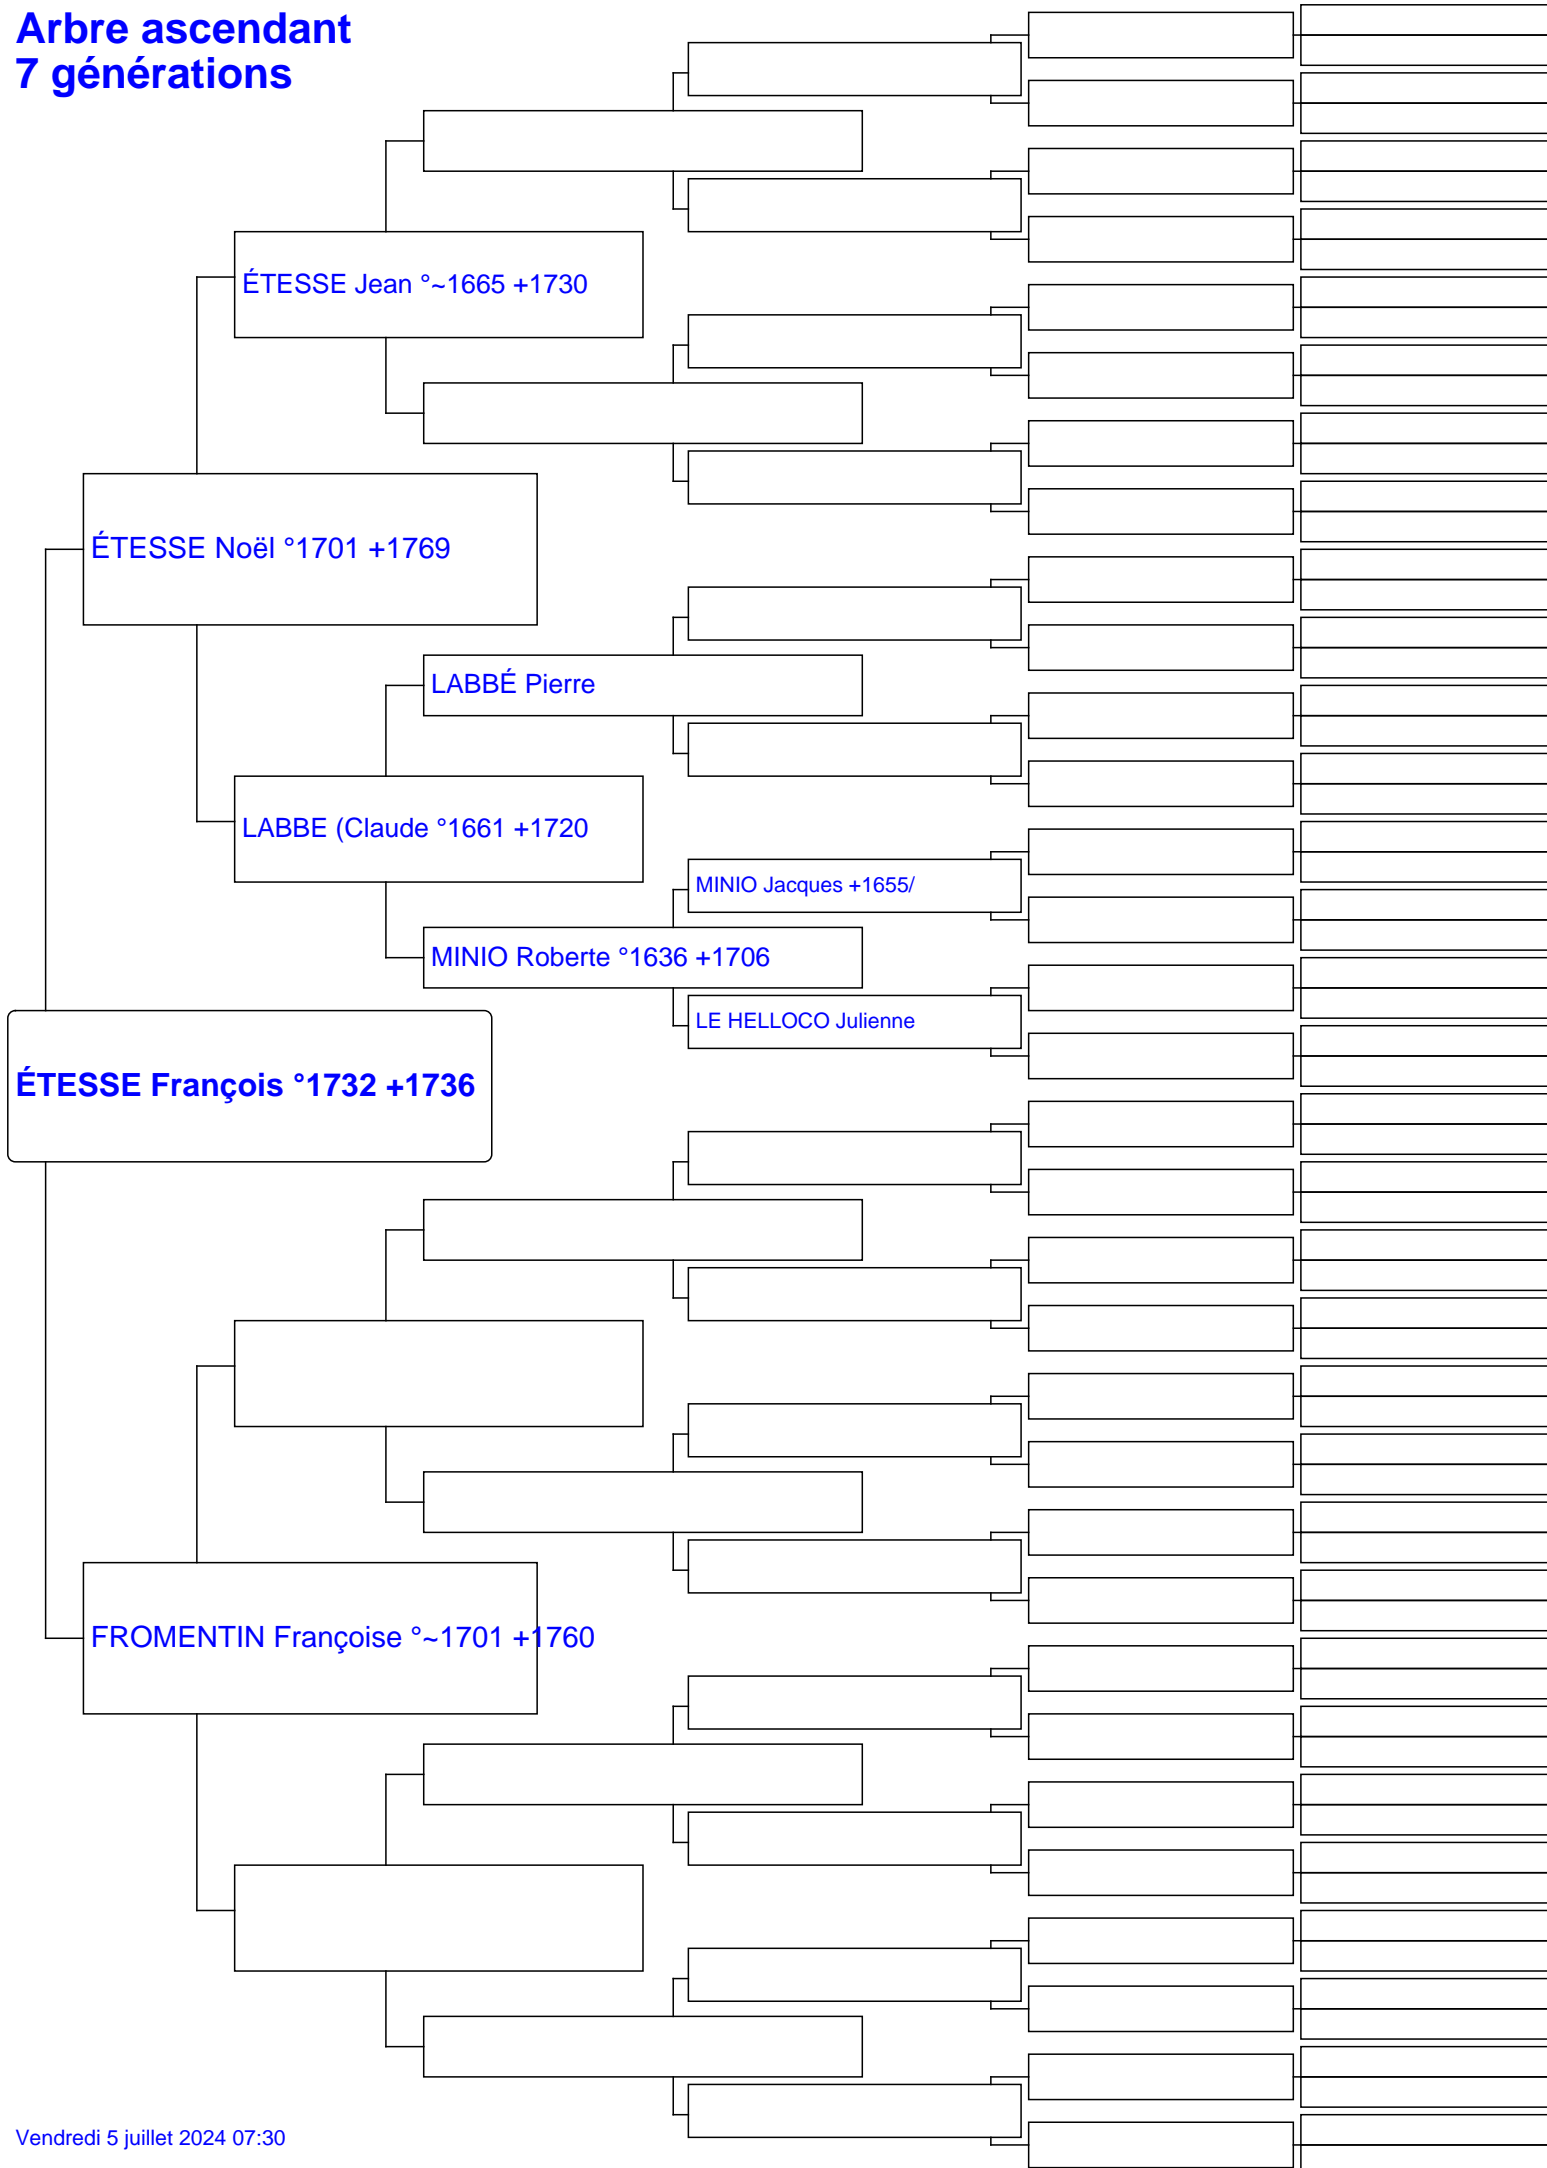 Arbre ascendant
7 générations
ÉTESSE Jean °~1665 +1730
ÉTESSE Noël °1701 +1769
LABBÉ Pierre
LABBE (Claude °1661 +1720
MINIO Jacques +1655/
MINIO Roberte °1636 +1706
LE HELLOCO Julienne
ÉTESSE François °1732 +1736
FROMENTIN Françoise °~1701 +1760
Vendredi 5 juillet 2024 07:30